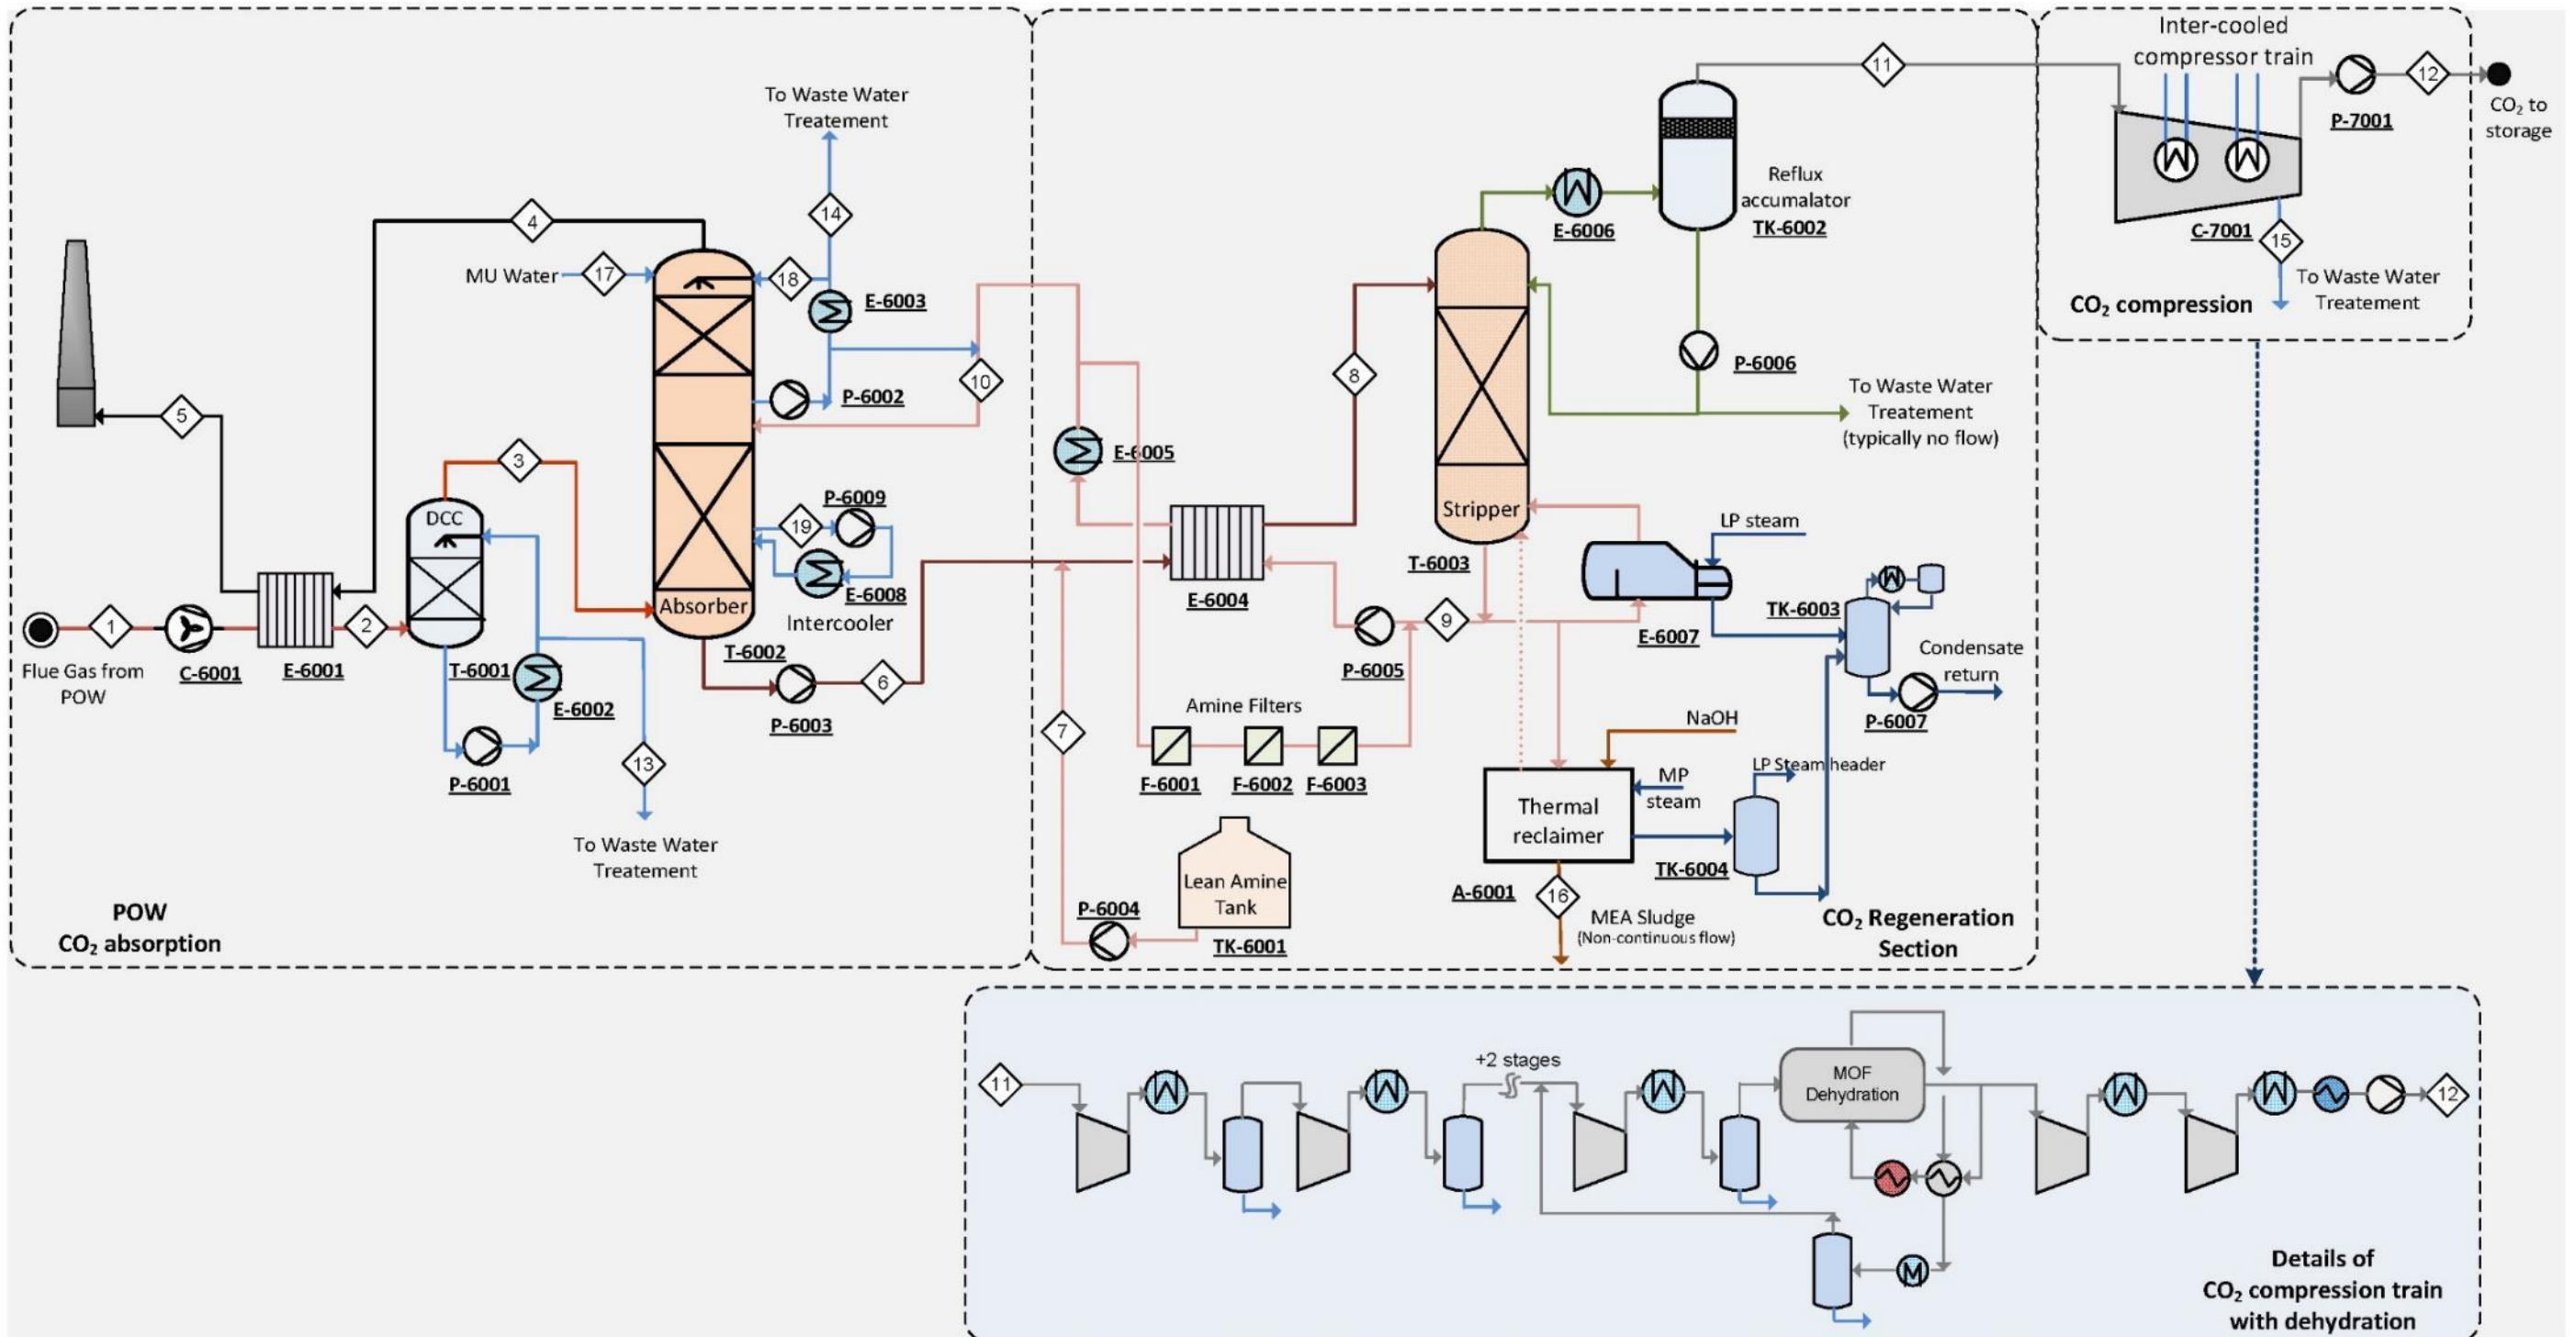 Inter-cooled
compressor train
11
12
P-7001
CO₂ to
storage
C-7001
15
To Waste Water
Treatement
CO₂ compression
To Waste Water
Treatement
14
4
MU Water
17
18
E-6003
10
P-6002
5
3
DCC
P-6009
19
E-6008
Intercooler
Absorber
1
2
Flue Gas from
POW
C-6001
E-6001
T-6001
E-6002
P-6001
13
To Waste Water
Treatement
T-6002
P-6003
6
POW
CO₂ absorption
Reflux
accumalator
TK-6002
E-6006
8
P-6006
To Waste Water
Treatement
(typically no flow)
E-6005
Stripper
T-6003
E-6004
LP steam
E-6007
TK-6003
Condensate
return
P-6007
9
P-6005
Amine Filters
F-6001
F-6002
F-6003
7
NaOH
MP
steam
LP Steam header
Thermal
reclaimer
TK-6004
A-6001
16
MEA Sludge
(Non-continuous flow)
Lean Amine
Tank
TK-6001
P-6004
CO₂ Regeneration
Section
11
+2 stages
MOF
Dehydration
12
Details of
CO₂ compression train
with dehydration